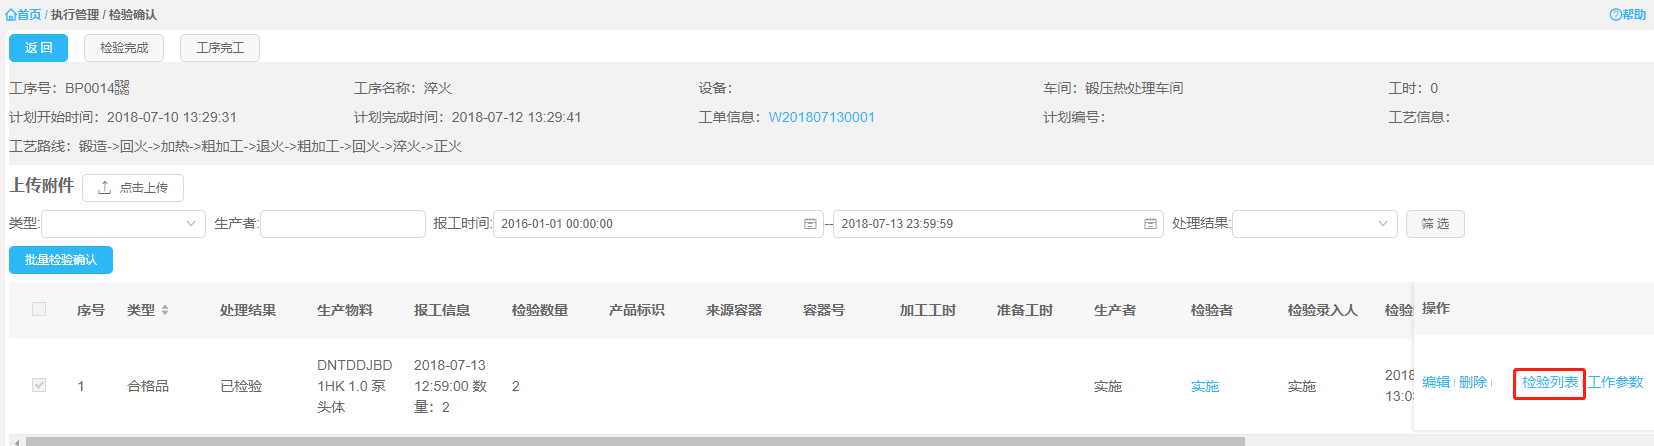 首页 / 执行管理 / 检验确认 帮助
返 回 检验完成 工序完工
工序号: BP0014 工序名称: 淬火 设备: 车间: 锻压热处理车间 工时: 0
计划开始时间: 2018-07-10 13:29:31 计划完成时间: 2018-07-12 13:29:41 工单信息: W201807130001 计划编号: 工艺信息:
工艺路线: 锻造->回火->加热->粗加工->退火->粗加工->回火->淬火->正火
上传附件 点击上传
类型: 生产者: 报工时间: 2016-01-01 00:00:00 -- 2018-07-13 23:59:59 处理结果: 筛 选
批量检验确认
序号 类型 处理结果 生产物料 报工信息 检验数量 产品标识 来源容器 容器号 加工工时 准备工时 生产者 检验者 检验录入人 检验 操作
DNTDDJBD 2018-07-13
2018
1 合格品 已检验 1HK 1.0 泵 12:59:00 数 2 实施 实施 实施 编辑 删除 检验列表 工作参数
头体 量: 2 13:03